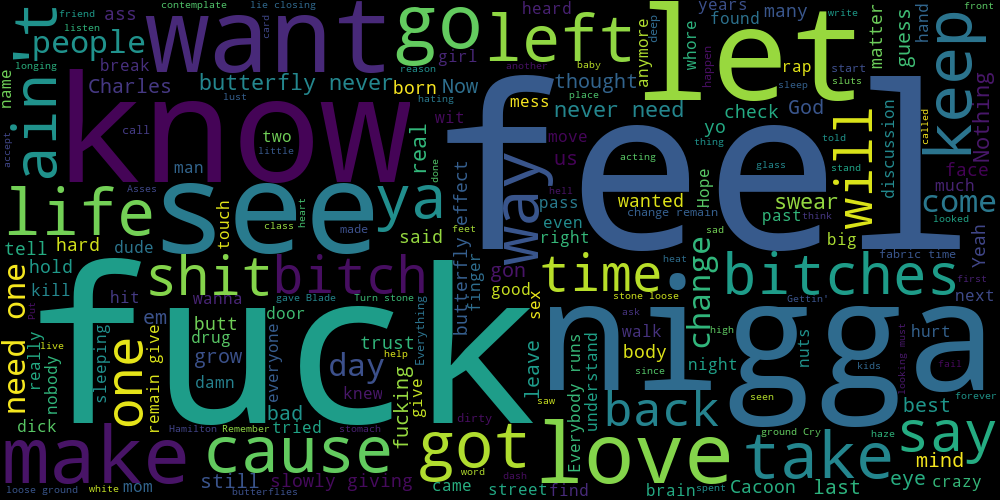 friend
contemplate
lie closing
card
heard
deep
years
many
write
front
longing
listen
ass
want
go
left
let
found
matter
guess
hand
name
ain't
people
break
girl
reason
another
baby
anymore
whore
happen
rap
start
sluts
keep
Charles
butterfly never
born
Now
thought
place
sleep
check
God
Nothing
know
lust
hating
mess
never need
yo
thing
told
called
accept
call
two
little
real
wit
feel
move
us
acting
glass
stand
discussion
face
man
done
way
pass
wanted
Hope
swear
will
much
come
life
Asses
class
heart
made
touch
see
ya
butterfly effect
feet
hell
even
right
change remain
past
think
sad
big
looked
Yeah
tell
hard
dude
said
finger
fabric time
hold
kill
shit
bitch
gon
good
sex
time
heat
change
bitches
first
next
need one
Put
hit
wanna
gave Blade
Turn stone
Everything
stone loose
Gettin'
em
butt
drug
door
ask
walk
since
high
hurt
crazy
fuck
nigga
live
really
nobody
sleeping
one
remain give
grow
damn
everyone
day
trust
help
knew
fucking
give
leave
saw
Everybody runs
understand
body
night
nuts
kids
looking must
fail
seen
forever
dick
bad
tried
dirty
back
best
Hamilton
Remember
stomach
make
cause
got
love
take
ground Cry
haze
say
mind
eye
loose ground
white
mom
still
butterflies
slowly giving
came
word
dash
street
find
brain
spent
Cacoon
last